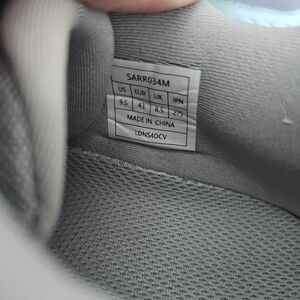 SARR034M
US EUR UK JPN
9.5 43 8.5 275
MADE IN CHINA
LDNS4DCV